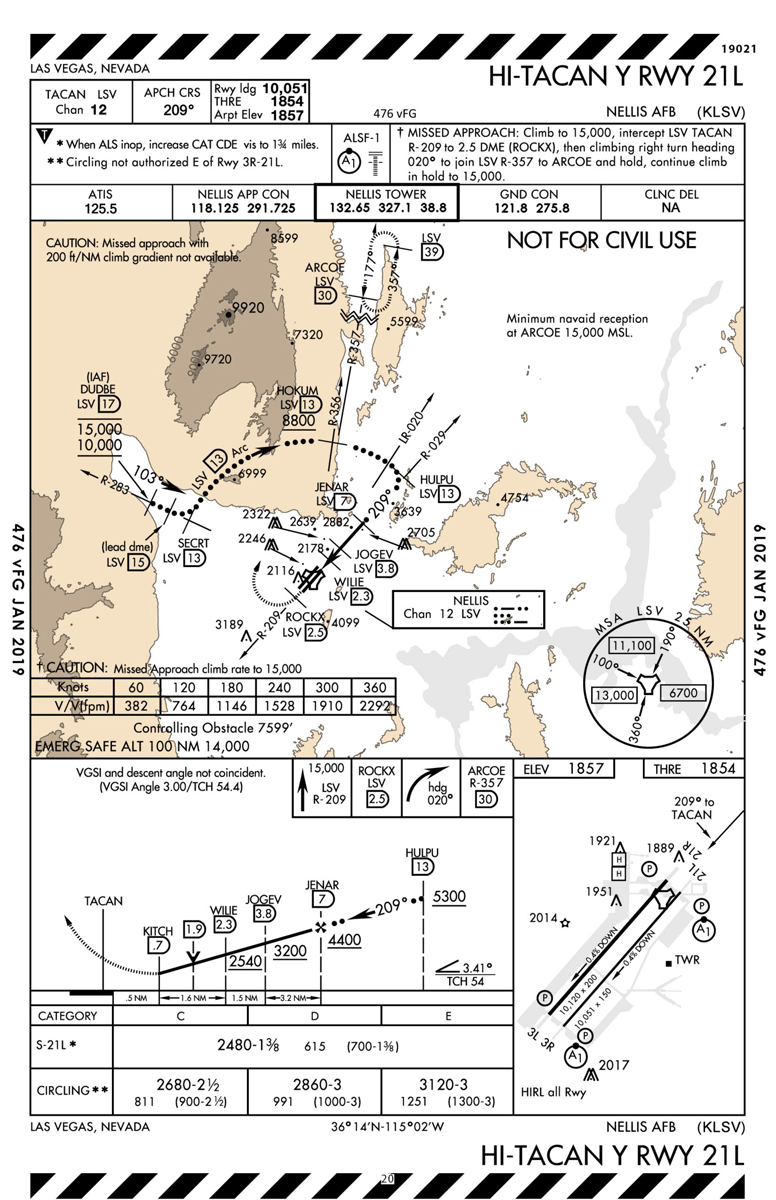 19021
LAS VEGAS, NEVADA
HI-TACAN Y RWY 21L
TACAN LSV
Chan 12
APCH CRS
209°
Rwy ldg 10,051
THRE 1854
Arpt Elev 1857
476 vFG
NELLIS AFB (KLSV)
T
* When ALS inop, increase CAT CDE vis to 1¾ miles.
** Circling not authorized E of Rwy 3R-21L.
ALSF-1
A1
† MISSED APPROACH: Climb to 15,000, intercept LSV TACAN
R-209 to 2.5 DME (ROCKX), then climbing right turn heading
020° to join LSV R-357 to ARCOE and hold, continue climb
in hold to 15,000.
ATIS
125.5
NELLIS APP CON
118.125 291.725
NELLIS TOWER
132.65 327.1 38.8
GND CON
121.8 275.8
CLNC DEL
NA
CAUTION: Missed approach with
200 ft/NM climb gradient not available.
NOT FOR CIVIL USE
Minimum navaid reception
at ARCOE 15,000 MSL.
8599
LSV
39
177°
357°
ARCOE
LSV
30
9920
5599
7320
9720
R-357
(IAF)
DUDBE
LSV 17
15,000
10,000
HOKUM
LSV 13
8800
R-356
LR-020
R-029
103°
LSV 13 Arc
R-283
6999
JENAR
LSV 7
209°
HULPU
LSV 13
4754
3639
2322
2639
2882
2705
2246
2178
(lead dme)
LSV 15
SECRT
LSV 13
JOGEV
LSV 3.8
2116
WILIE
LSV 2.3
NELLIS
Chan 12 LSV
R-209
ROCKX
LSV 2.5
4099
3189
MSA LSV 25 NM
11,100
190°
100°
13,000
6700
360°
† CAUTION: Missed Approach climb rate to 15,000
Knots 60 120 180 240 300 360
V/V(fpm) 382 764 1146 1528 1910 2292
Controlling Obstacle 7599'
EMERG SAFE ALT 100 NM 14,000
476 vFG JAN 2019
476 vFG JAN 2019
VGSI and descent angle not coincident.
(VGSI Angle 3.00/TCH 54.4)
15,000
LSV
R-209
ROCKX
2.5
hdg
020°
ARCOE
R-357
30
ELEV 1857
THRE 1854
HULPU
13
5300
209°
JENAR
7
4400
JOGEV
3.8
3200
WILIE
2.3
2540
1.9
KITCH
.7
TACAN
3.41°
TCH 54
.5 NM
1.6 NM
1.5 NM
3.2 NM
209° to
TACAN
1921
H
H
1889
21R
21L
P
1951
P
2014
A1
0.4% DOWN
0.4% DOWN
TWR
10,120 x 200
10,051 x 150
P
3L 3R
P
A1
2017
HIRL all Rwy
CATEGORY C D E
S-21L * 2480-1⅜ 615 (700-1⅜)
CIRCLING ** 2680-2½ 2860-3 3120-3
811 (900-2½) 991 (1000-3) 1251 (1300-3)
LAS VEGAS, NEVADA
36°14'N-115°02'W
NELLIS AFB (KLSV)
HI-TACAN Y RWY 21L
20